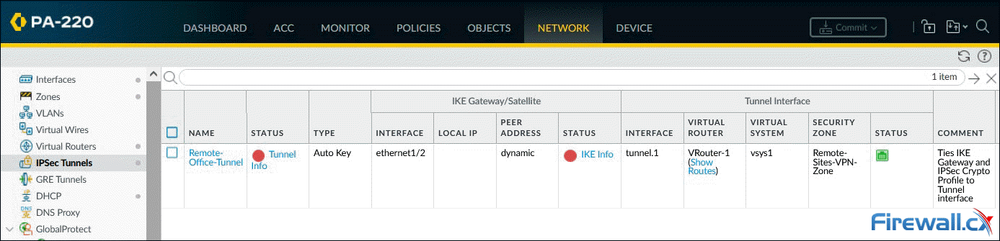 PA-220
DASHBOARD ACC MONITOR POLICIES OBJECTS NETWORK DEVICE Commit
Interfaces
Zones
VLANs
Virtual Wires
Virtual Routers
IPSec Tunnels
GRE Tunnels
DHCP
DNS Proxy
GlobalProtect
1 item
IKE Gateway/Satellite Tunnel Interface
NAME STATUS TYPE INTERFACE LOCAL IP PEER ADDRESS STATUS INTERFACE VIRTUAL ROUTER VIRTUAL SYSTEM SECURITY ZONE STATUS COMMENT
Remote-
Office-Tunnel
Tunnel
Info
Auto Key
ethernet1/2
dynamic
IKE Info
tunnel.1
VRouter-1
(Show
Routes)
vsys1
Remote-
Sites-VPN-
Zone
Ties IKE
Gateway and
IPSec Crypto
Profile to
Tunnel
interface
Firewall.cx